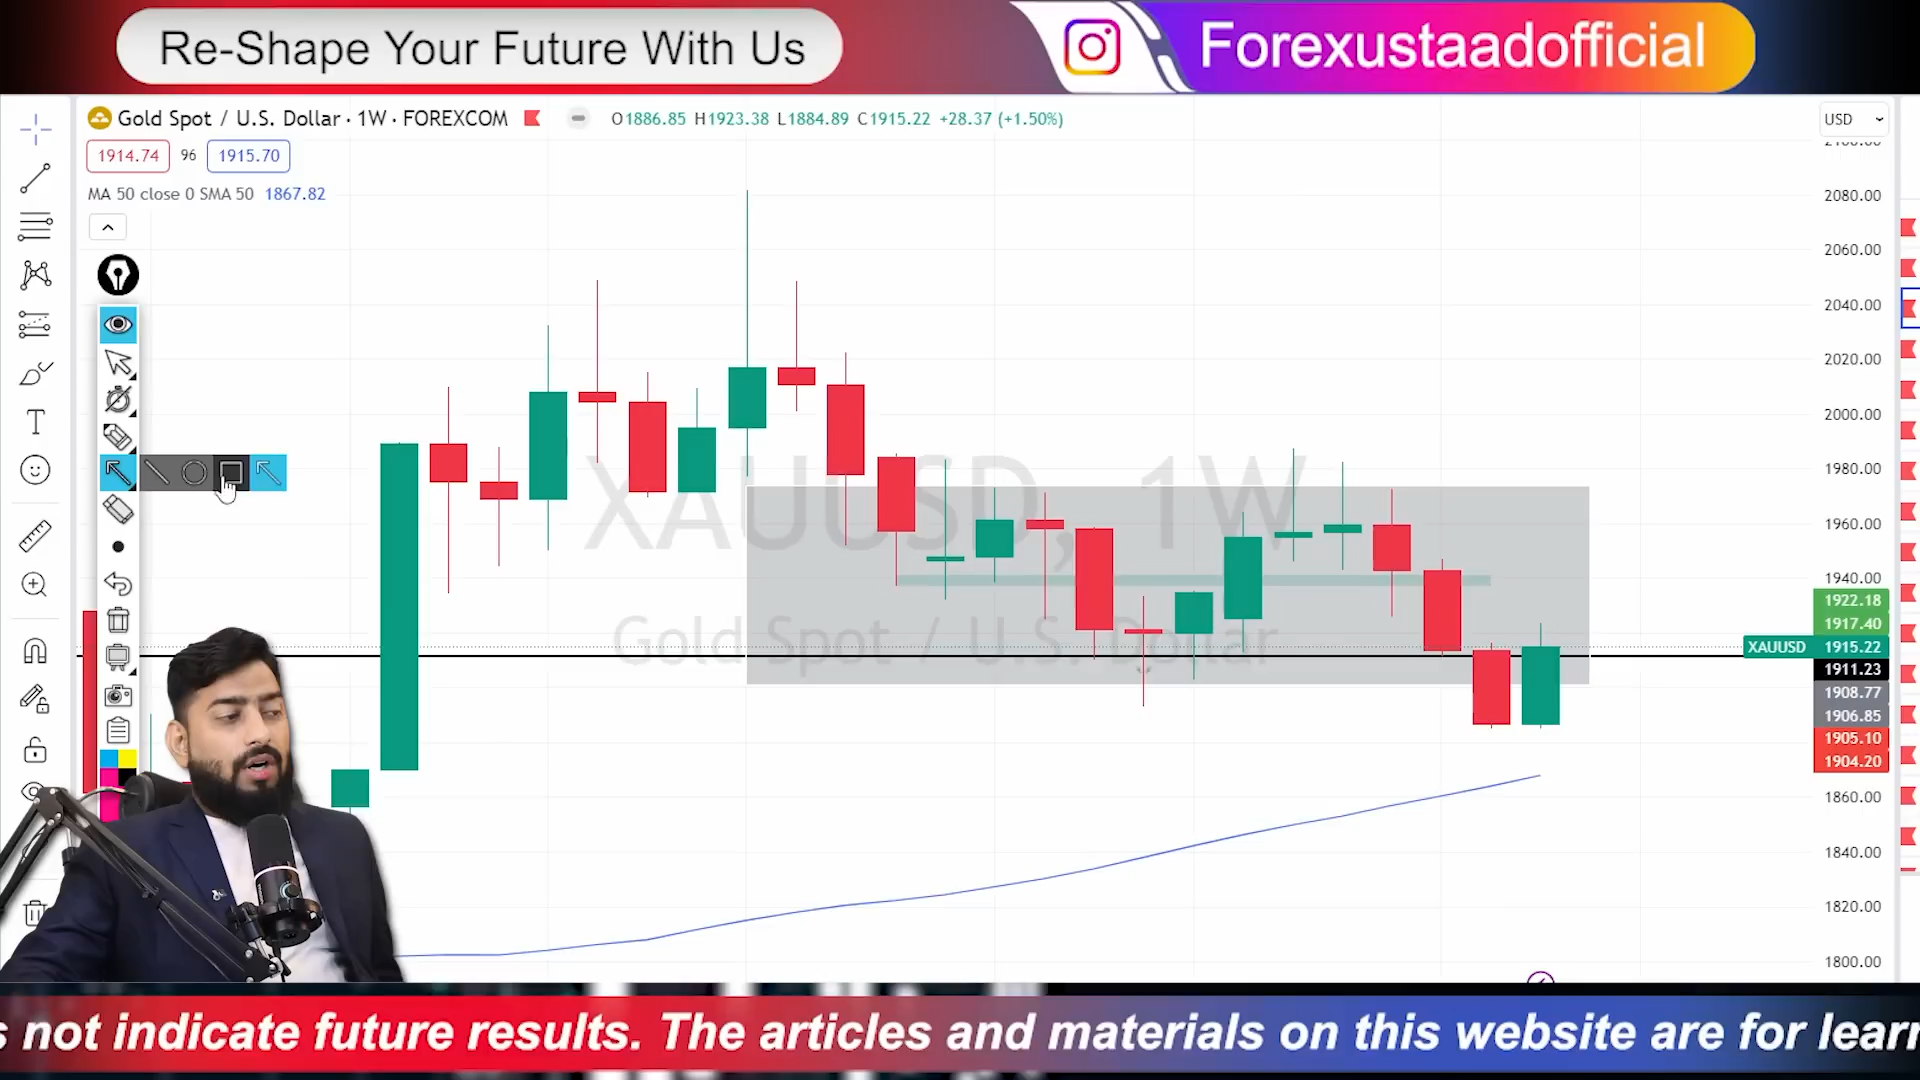 Re-Shape Your Future With Us
Forexustaadofficial
Gold Spot / U.S. Dollar · 1W · FOREXCOM
O1886.85 H1923.38 L1884.89 C1915.22 +28.37 (+1.50%)
USD
1914.74 96 1915.70
MA 50 close 0 SMA 50 1867.82
T
2100.00
2080.00
2060.00
2040.00
2020.00
2000.00
1980.00
1960.00
1940.00
1922.18
1917.40
XAUUSD 1915.22
1911.23
1908.77
1906.85
1905.10
1904.20
1860.00
1840.00
1820.00
1800.00
XAUUSD, 1W
Gold Spot / U.S. Dollar
s not indicate future results. The articles and materials on this website are for learn